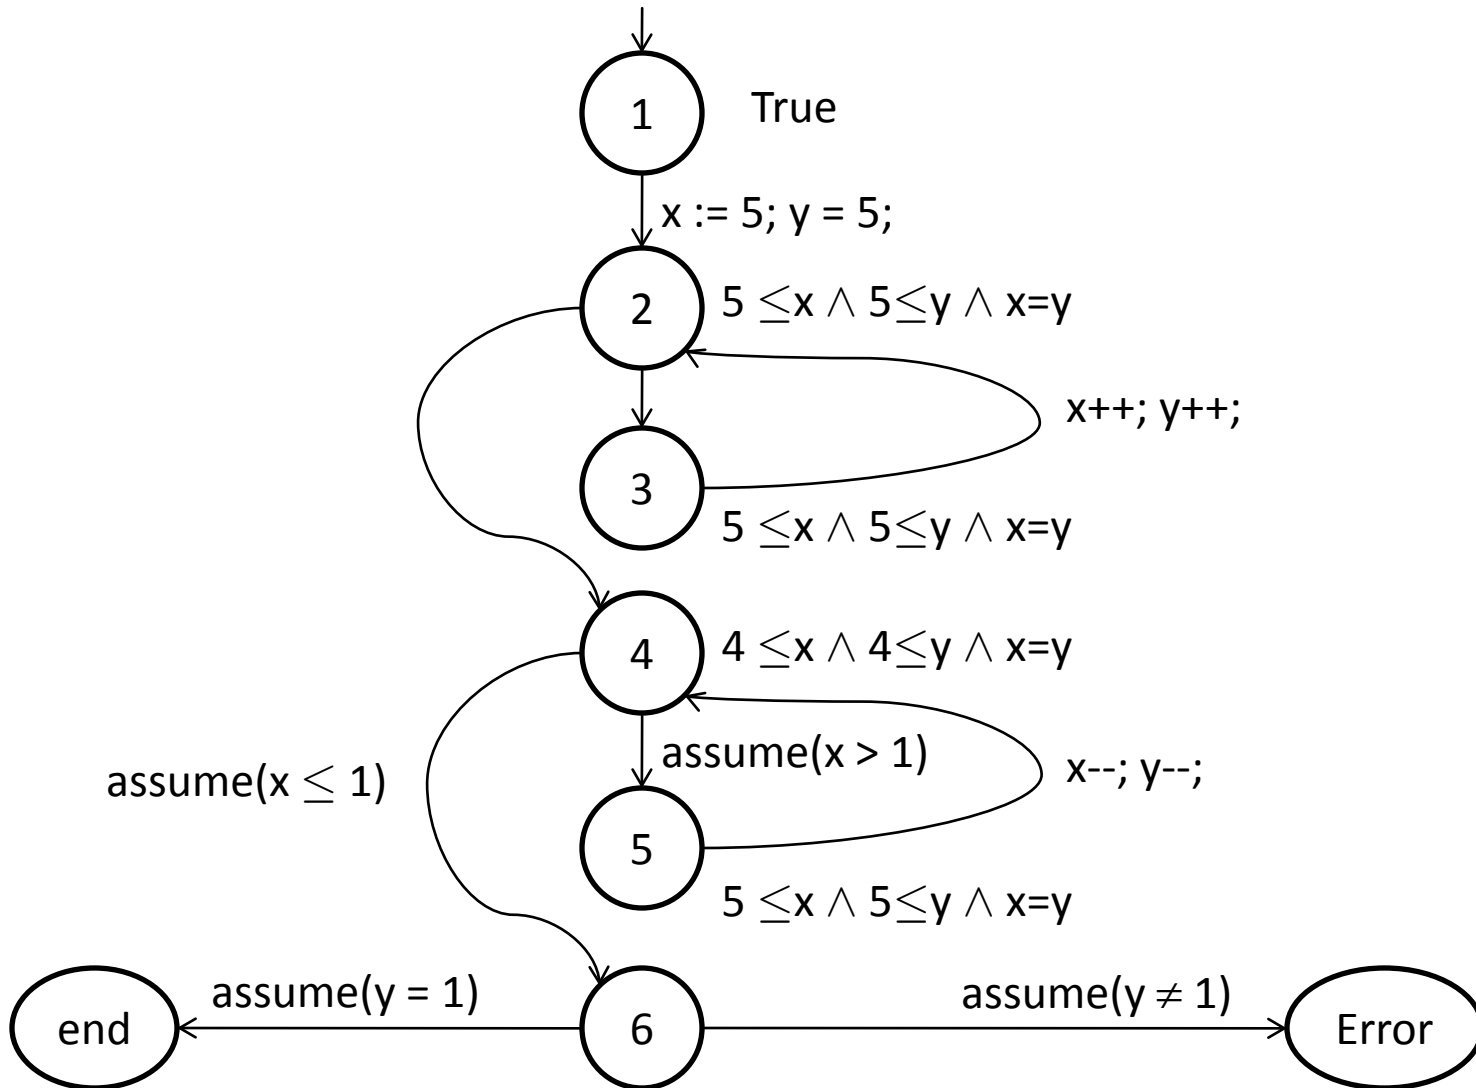 1 True
x := 5; y = 5;
2 5 ≤x ∧ 5≤y ∧ x=y
x++; y++;
3
5 ≤x ∧ 5≤y ∧ x=y
4 4 ≤x ∧ 4≤y ∧ x=y
assume(x > 1)
x--; y--;
assume(x ≤ 1)
5
5 ≤x ∧ 5≤y ∧ x=y
assume(y = 1) assume(y ≠ 1)
end 6 Error